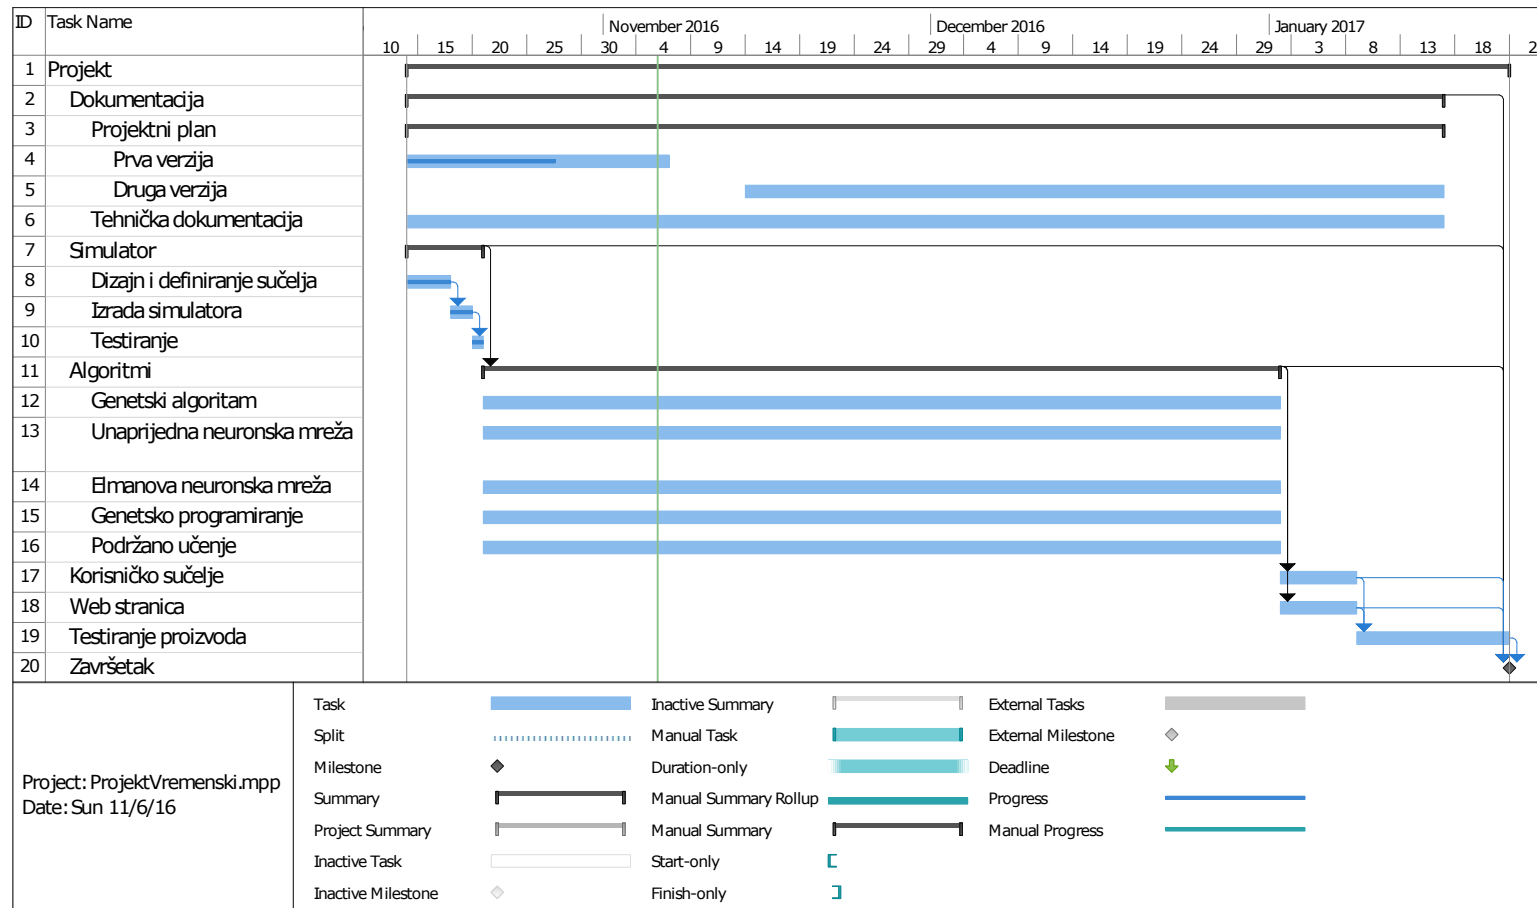 ID Task Name November 2016 December 2016 January 2017
10 15 20 25 30 4 9 14 19 24 29 4 9 14 19 24 29 3 8 13 18 2
1 Projekt
2 Dokumentacija
3 Projektni plan
4 Prva verzija
5 Druga verzija
6 Tehnička dokumentacija
7 Simulator
8 Dizajn i definiranje sučelja
9 Izrada simulatora
10 Testiranje
11 Algoritmi
12 Genetski algoritam
13 Unaprijedna neuronska mreža
14 Elmanova neuronska mreža
15 Genetsko programiranje
16 Podržano učenje
17 Korisničko sučelje
18 Web stranica
19 Testiranje proizvoda
20 Završetak
Project: ProjektVremenski.mpp
Date: Sun 11/6/16
Task Inactive Summary External Tasks
Split Manual Task External Milestone
Milestone Duration-only Deadline
Summary Manual Summary Rollup Progress
Project Summary Manual Summary Manual Progress
Inactive Task Start-only
Inactive Milestone Finish-only